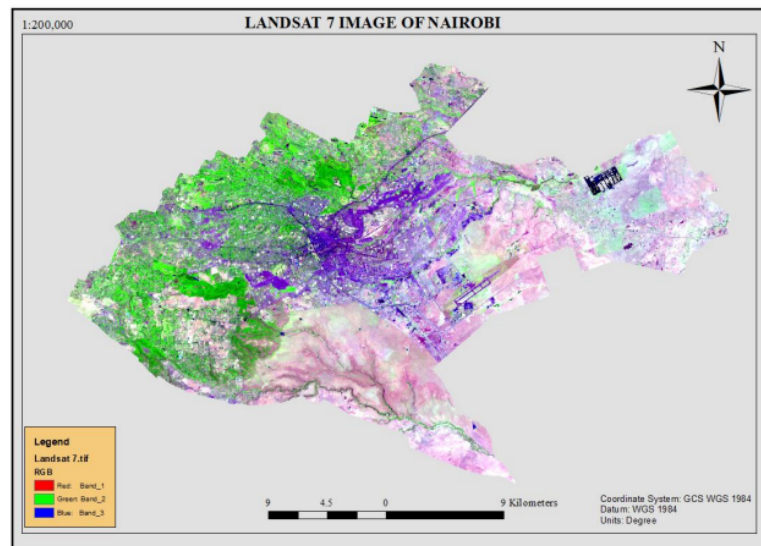 1:200,000
LANDSAT 7 IMAGE OF NAIROBI
N
Legend
Landsat 7.tif
RGB
Red: Band_1
Green: Band_2
Blue: Band_3
9 4.5 0 9 Kilometers
Coordinate System: GCS WGS 1984
Datum: WGS 1984
Units: Degree